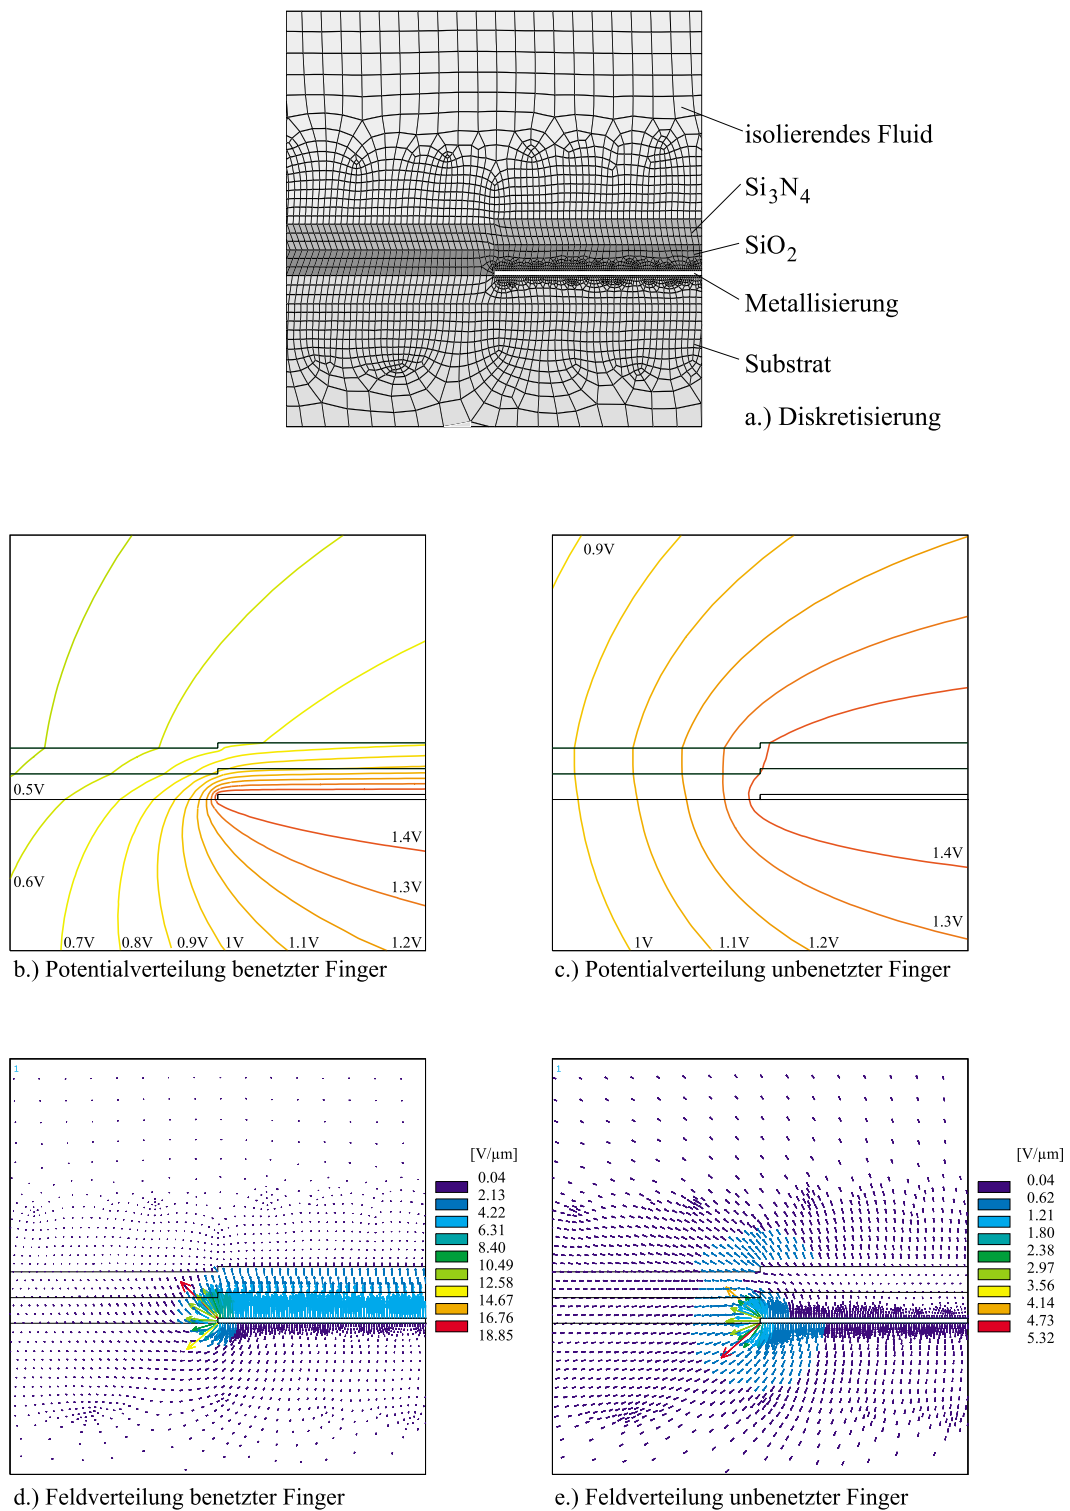 isolierendes Fluid
Si3N4
SiO2
Metallisierung
Substrat
a.) Diskretisierung
0.5V
0.6V
0.7V 0.8V 0.9V 1V 1.1V 1.2V
1.3V
1.4V
b.) Potentialverteilung benetzter Finger
0.9V
1.4V
1.3V
1V 1.1V 1.2V
c.) Potentialverteilung unbenetzter Finger
1
[V/µm]
0.04
2.13
4.22
6.31
8.40
10.49
12.58
14.67
16.76
18.85
d.) Feldverteilung benetzter Finger
1
[V/µm]
0.04
0.62
1.21
1.80
2.38
2.97
3.56
4.14
4.73
5.32
e.) Feldverteilung unbenetzter Finger